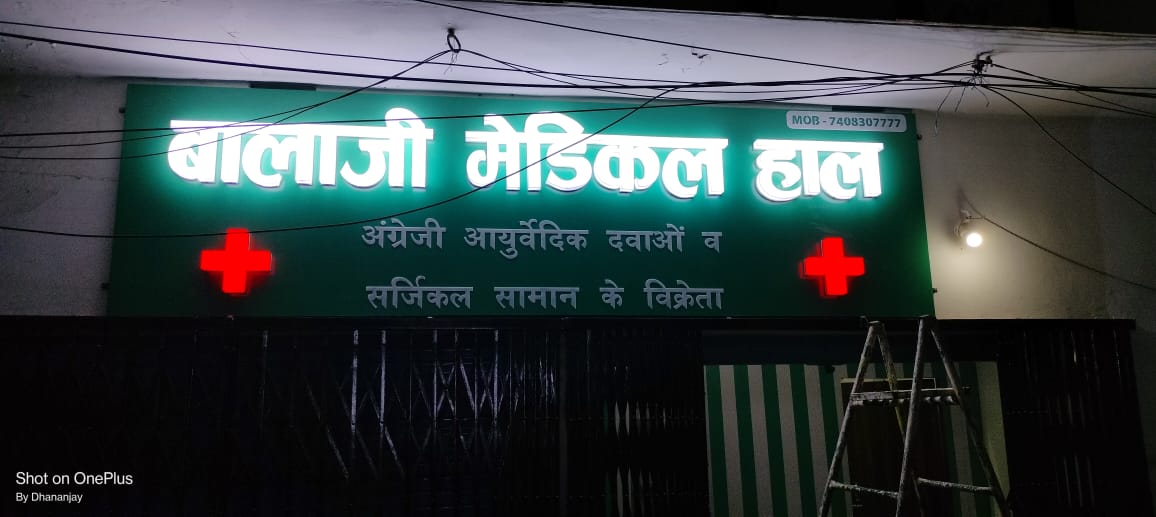 MOB - 7408307777
बालाजी मेडिकल हाल
अंग्रेजी आयुर्वेदिक दवाओं व
सर्जिकल सामान के विक्रेता
Shot on OnePlus
By Dhananjay